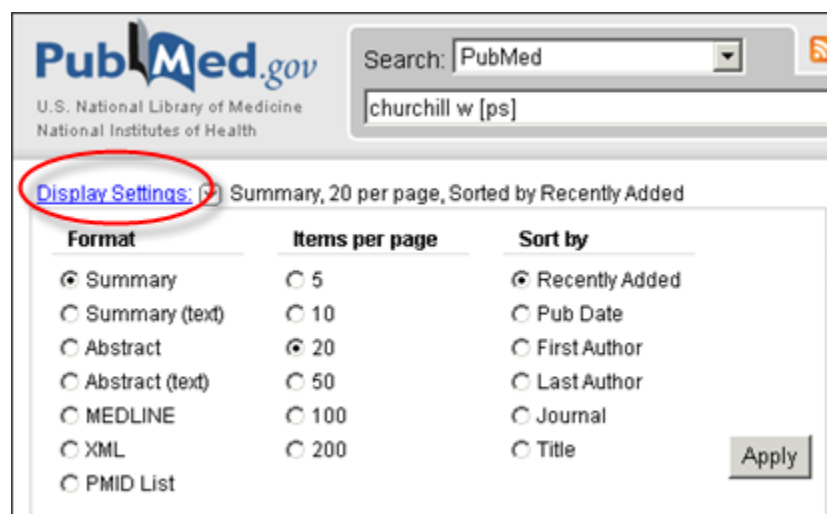 PubMed.gov
U.S. National Library of Medicine
National Institutes of Health
Search: PubMed
churchill w [ps]
Display Settings: Summary, 20 per page, Sorted by Recently Added
Format
Summary
Summary (text)
Abstract
Abstract (text)
MEDLINE
XML
PMID List
Items per page
5
10
20
50
100
200
Sort by
Recently Added
Pub Date
First Author
Last Author
Journal
Title
Apply